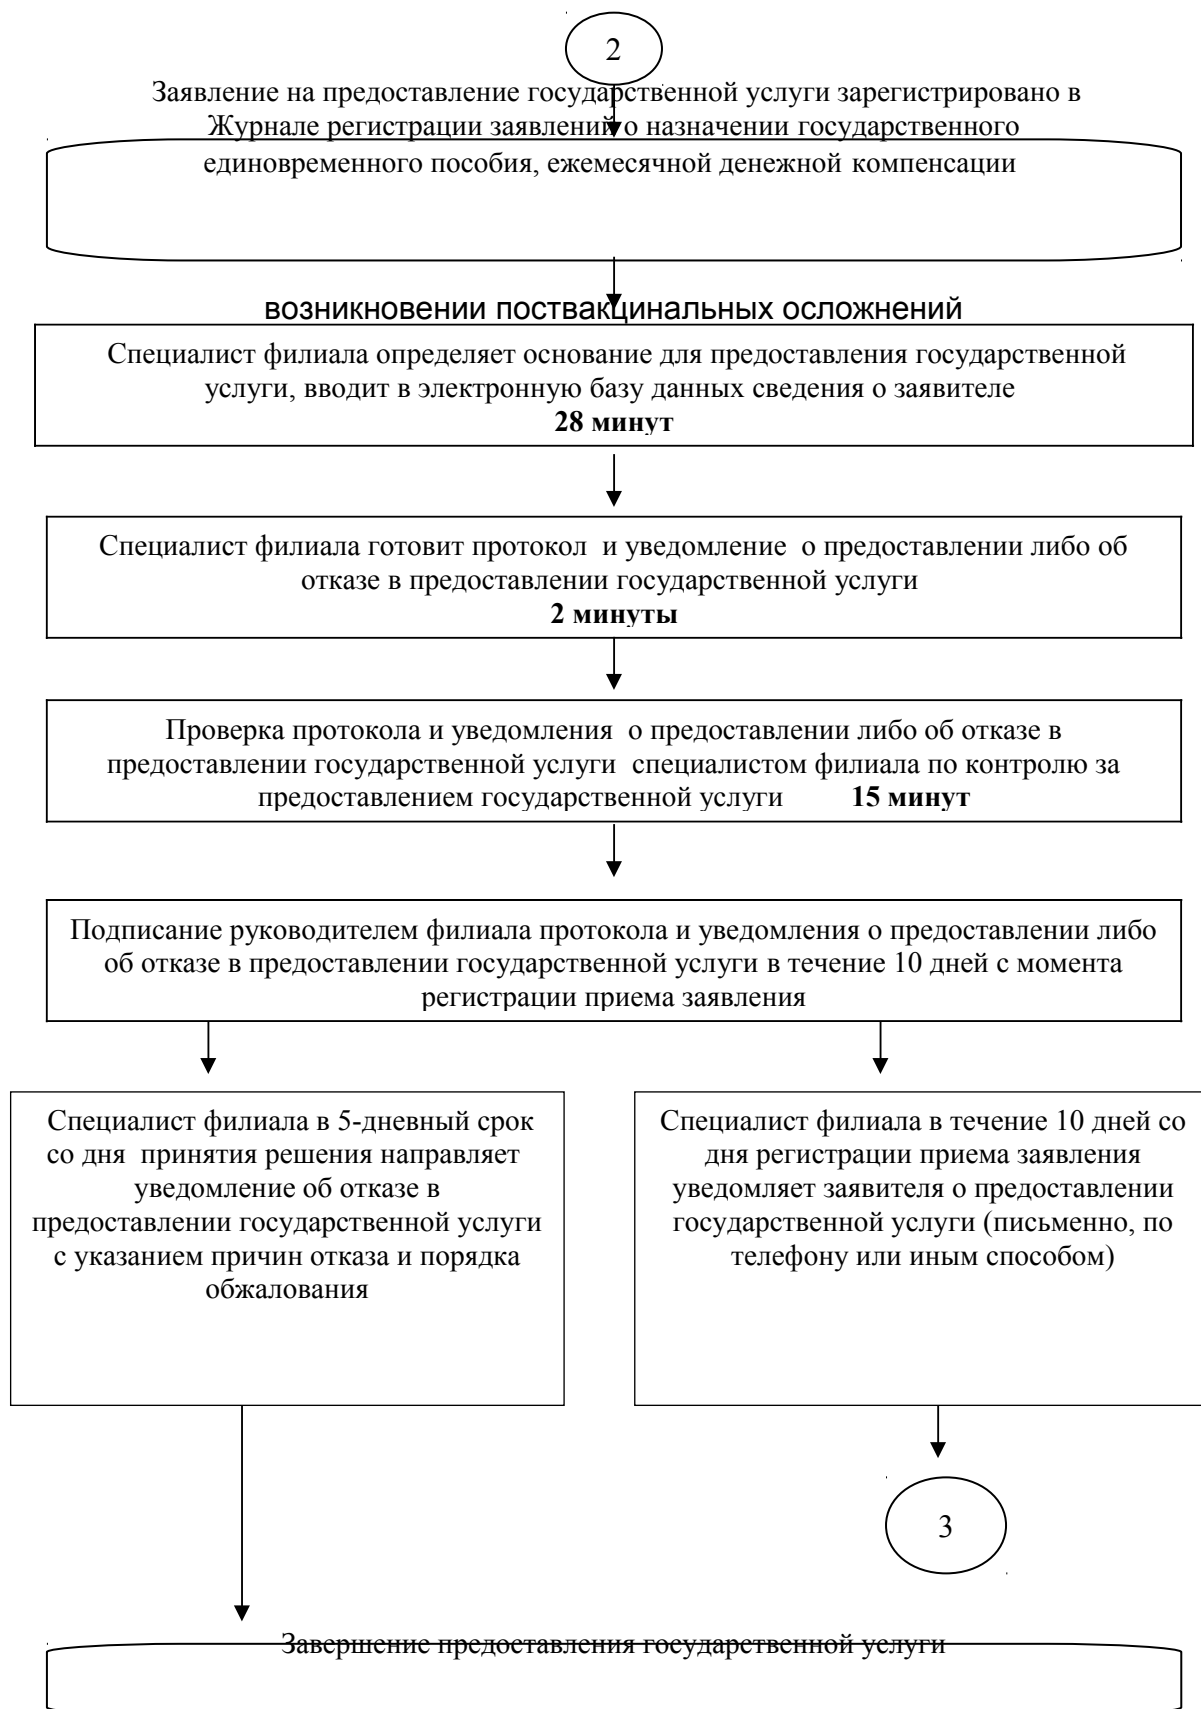 2
Заявление на предоставление государственной услуги зарегистрировано в
Журнале регистрации заявлений о назначении государственного
единовременного пособия, ежемесячной денежной компенсации
возникновении поствакцинальных осложнений
Специалист филиала определяет основание для предоставления государственной
услуги, вводит в электронную базу данных сведения о заявителе
28 минут
Специалист филиала готовит протокол и уведомление о предоставлении либо об
отказе в предоставлении государственной услуги
2 минуты
Проверка протокола и уведомления о предоставлении либо об отказе в
предоставлении государственной услуги специалистом филиала по контролю за
предоставлением государственной услуги 15 минут
Подписание руководителем филиала протокола и уведомления о предоставлении либо
об отказе в предоставлении государственной услуги в течение 10 дней с момента
регистрации приема заявления
Специалист филиала в 5-дневный срок
со дня принятия решения направляет
уведомление об отказе в
предоставлении государственной услуги
с указанием причин отказа и порядка
обжалования
Специалист филиала в течение 10 дней со
дня регистрации приема заявления
уведомляет заявителя о предоставлении
государственной услуги (письменно, по
телефону или иным способом)
3
Завершение предоставления государственной услуги